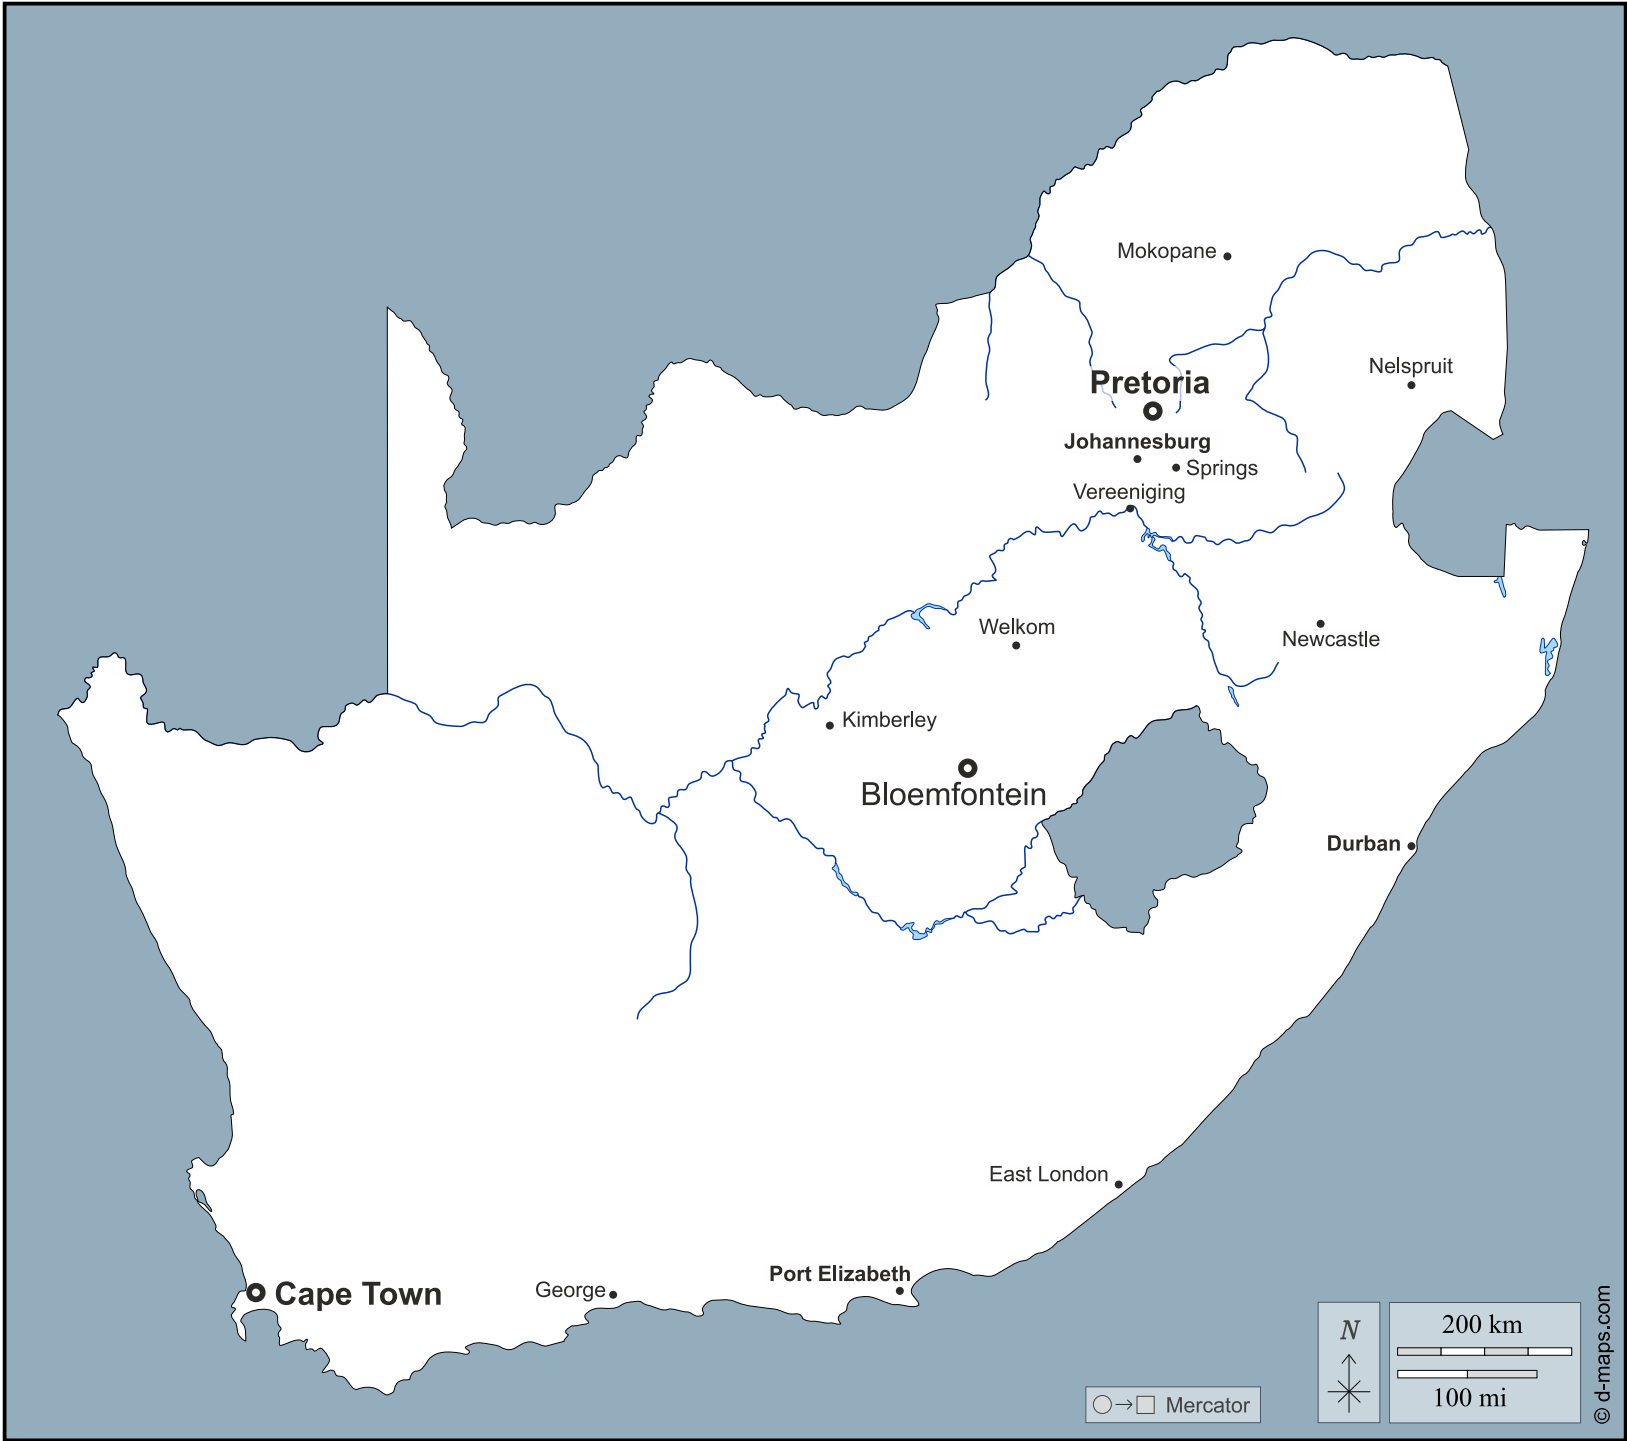 Mokopane
Nelspruit
Pretoria
Johannesburg
Springs
Vereeniging
Welkom
Newcastle
Kimberley
Bloemfontein
Durban
East London
Port Elizabeth
George
Cape Town
N
200 km
100 mi
Mercator
© d-maps.com